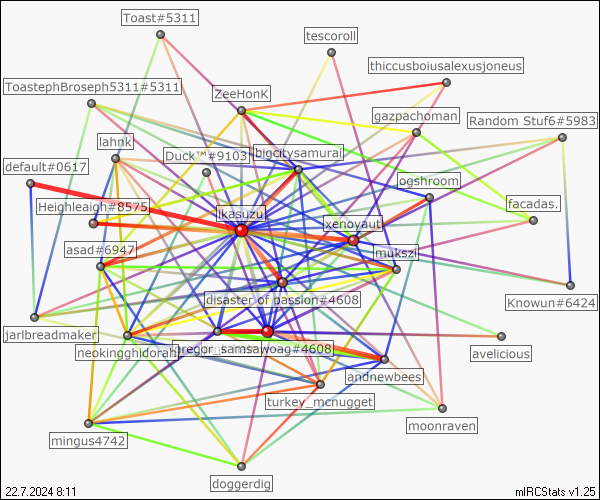 Toast#5311
tescoroll
thiccusboiusalexusjoneus
ToastephBroseph5311#5311
ZeeHonK
gazpachoman
Random Stuf6#5983
lahnk
Duck™#9103
bigcitysamurai
default#0617
ogshroom
Heighleagh#8575
ikasuzu
facadas.
xenoyaut
asad#6947
mukszi
disaster of passion#4608
Knowun#6424
jarlbreadmaker
neokingghidorah
gregor_samsawoag#4608
avelicious
andnewbees
turkey_mcnugget
moonraven
mingus4742
doggerdig
22.7.2024 8:11
mIRCStats v1.25